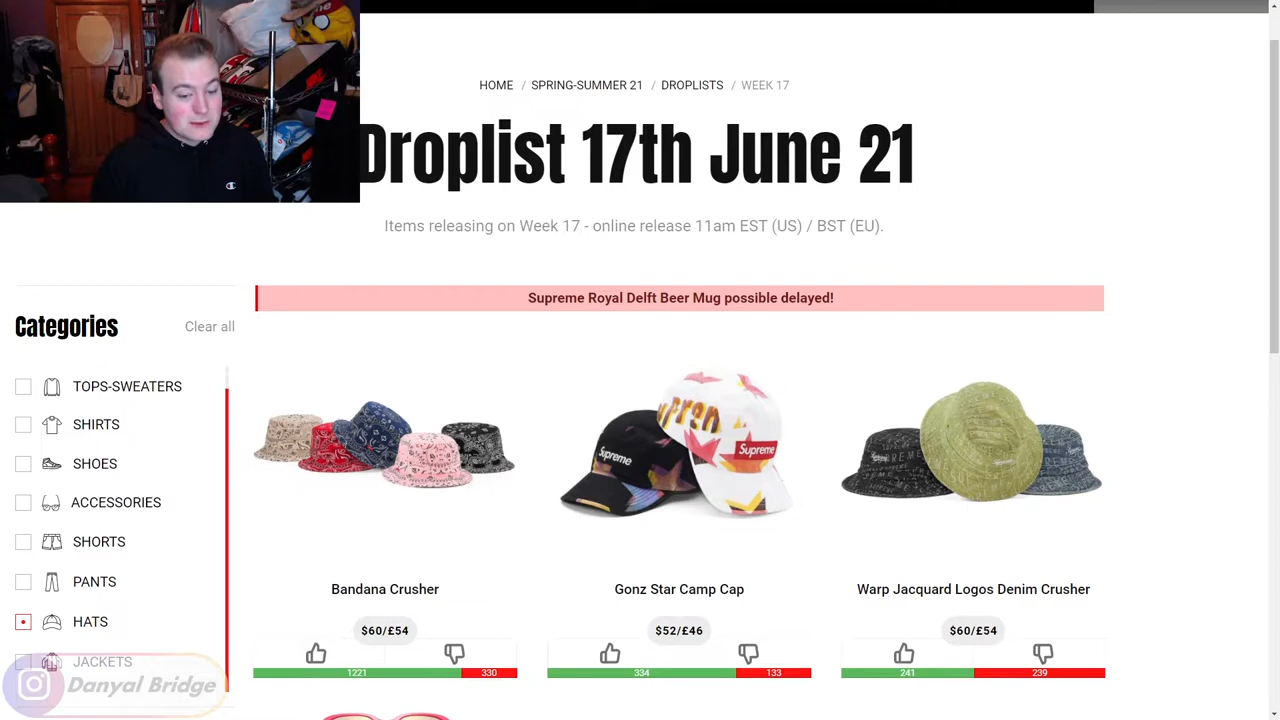 HOME / SPRING-SUMMER 21 / DROPLISTS / WEEK 17
Droplist 17th June 21
Items releasing on Week 17 - online release 11am EST (US) / BST (EU).
Supreme Royal Delft Beer Mug possible delayed!
Categories
Clear all
TOPS-SWEATERS
SHIRTS
SHOES
ACCESSORIES
SHORTS
PANTS
HATS
JACKETS
Danyal Bridge
Supreme
Supreme
Bandana Crusher
Gonz Star Camp Cap
Warp Jacquard Logos Denim Crusher
$60/£54
$52/£46
$60/£54
1221
330
334
133
241
239